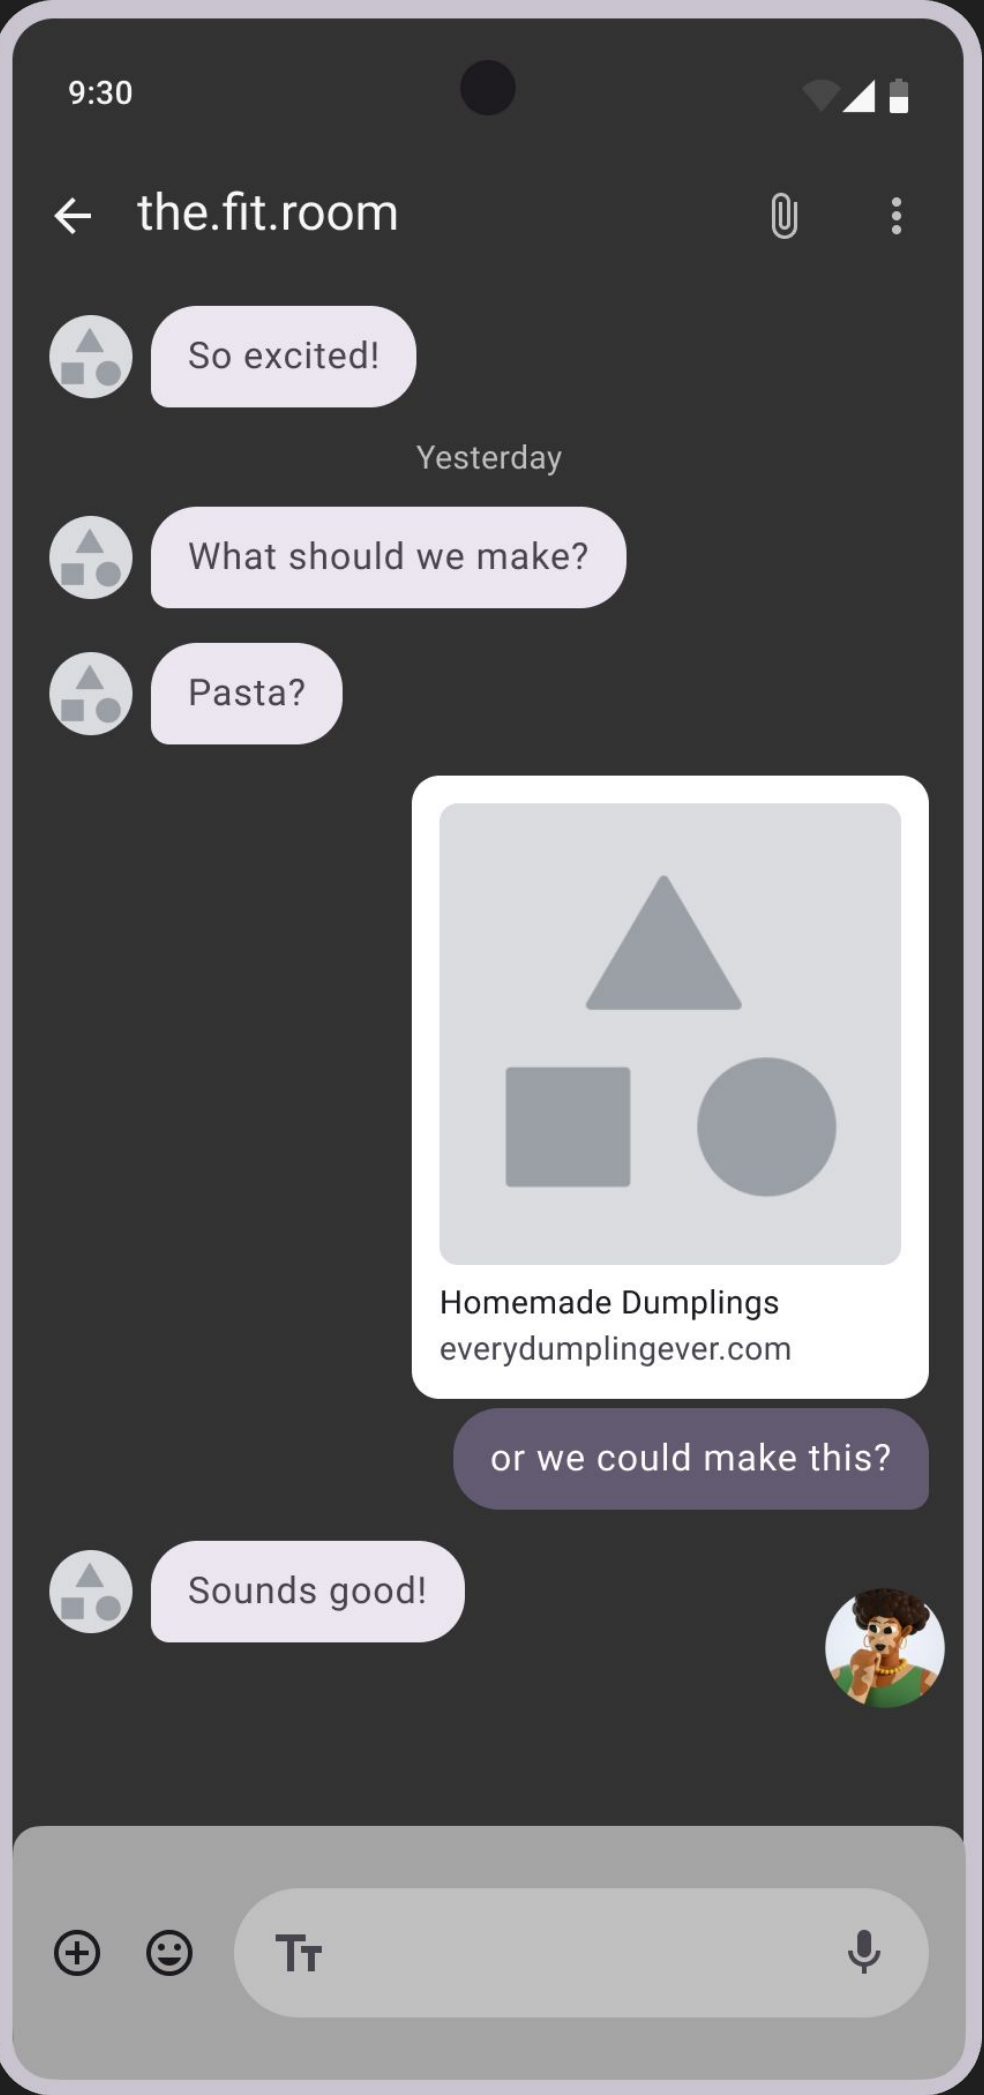 9:30
the.fit.room
So excited!
Yesterday
What should we make?
Pasta?
Homemade Dumplings
everydumplingever.com
or we could make this?
Sounds good!
Tт